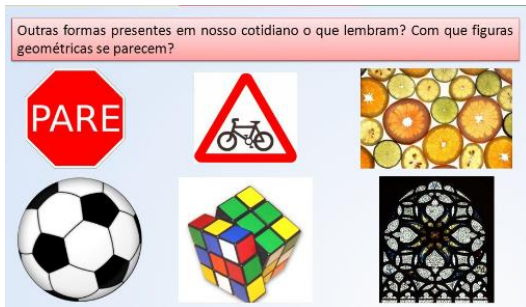 Outras formas presentes em nosso cotidiano o que lembram? Com que figuras
geométricas se parecem?
PARE